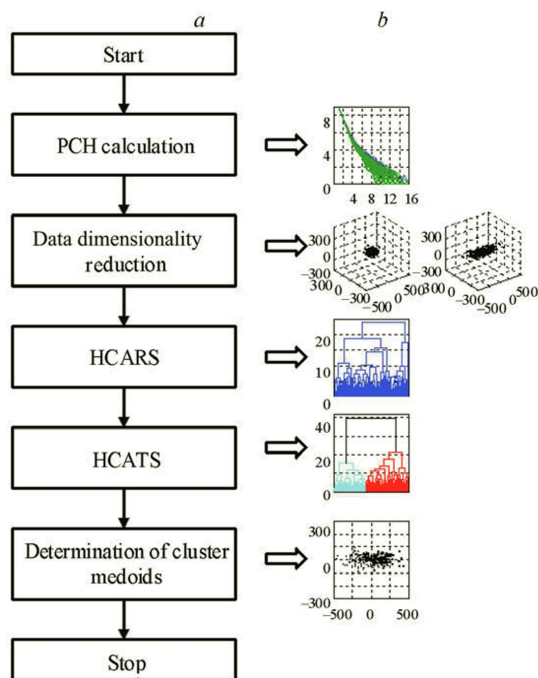 a b
Start
PCH calculation
8
4
0
4 8 12 16
Data dimensionality
reduction
300
0
−300
300
0
−300
−500
0
500
300
0
−300
300
0
−300
−500
0
500
HCARS
20
10
0
HCATS
40
20
0
Determination of cluster
medoids
300
0
−300
−500 0 500
Stop